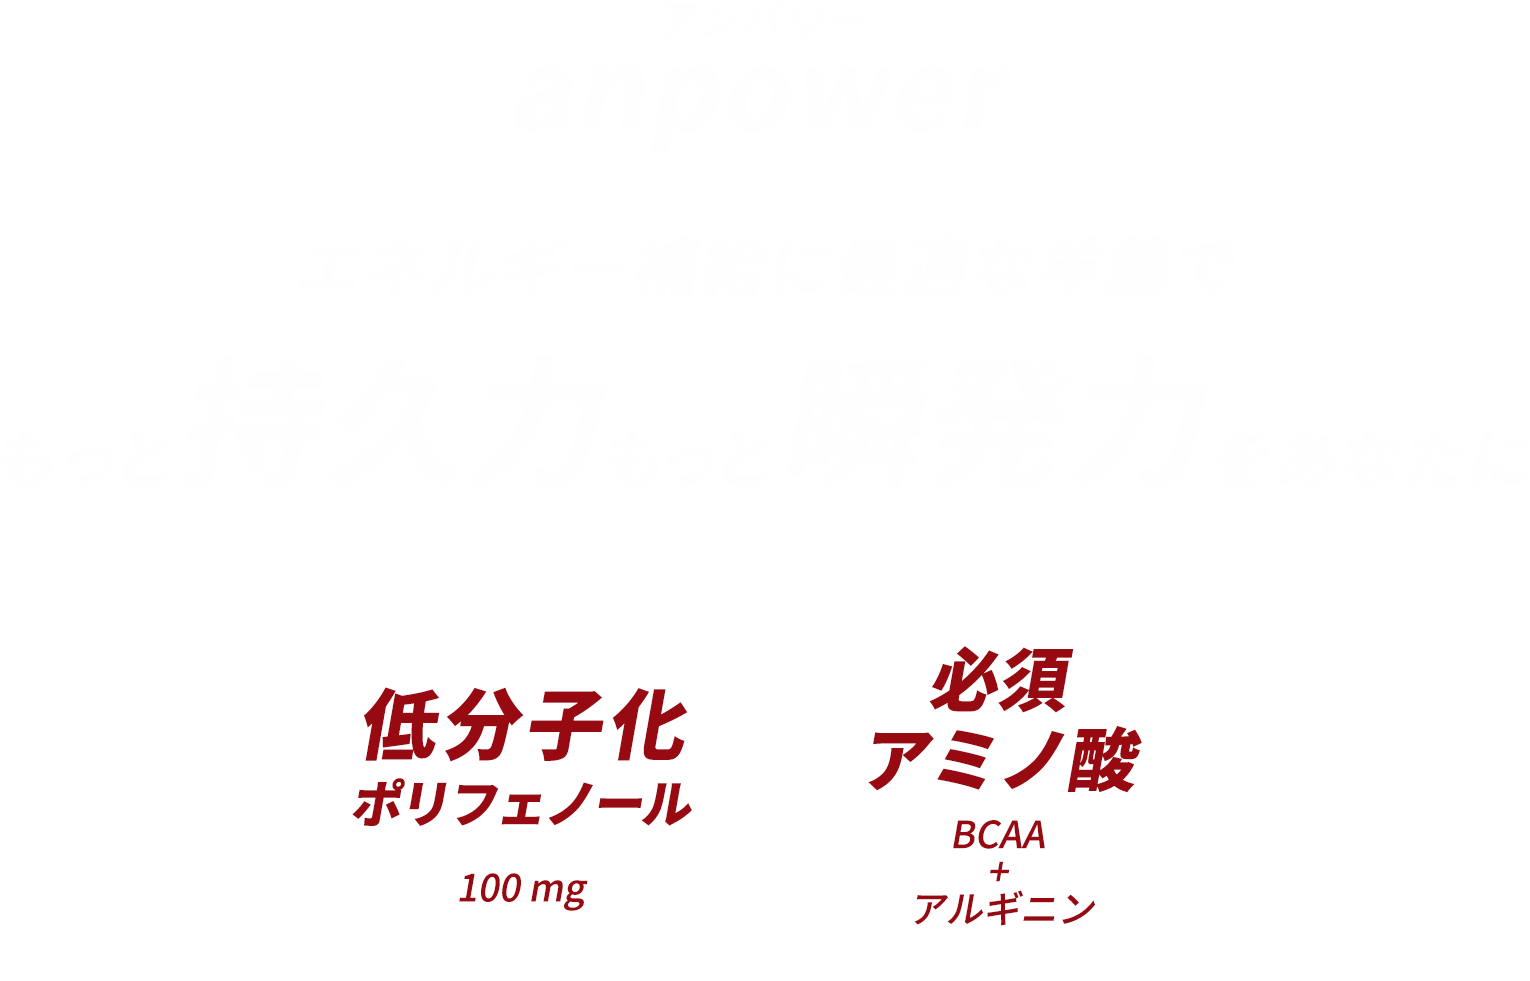 アンパワー
anpower
エネルギー補給に最適な羊羹で
もっと持久力もっと瞬発力をあなたに
低分子化
ポリフェノール
100 mg
必須
アミノ酸
BCAA
+
アルギニン